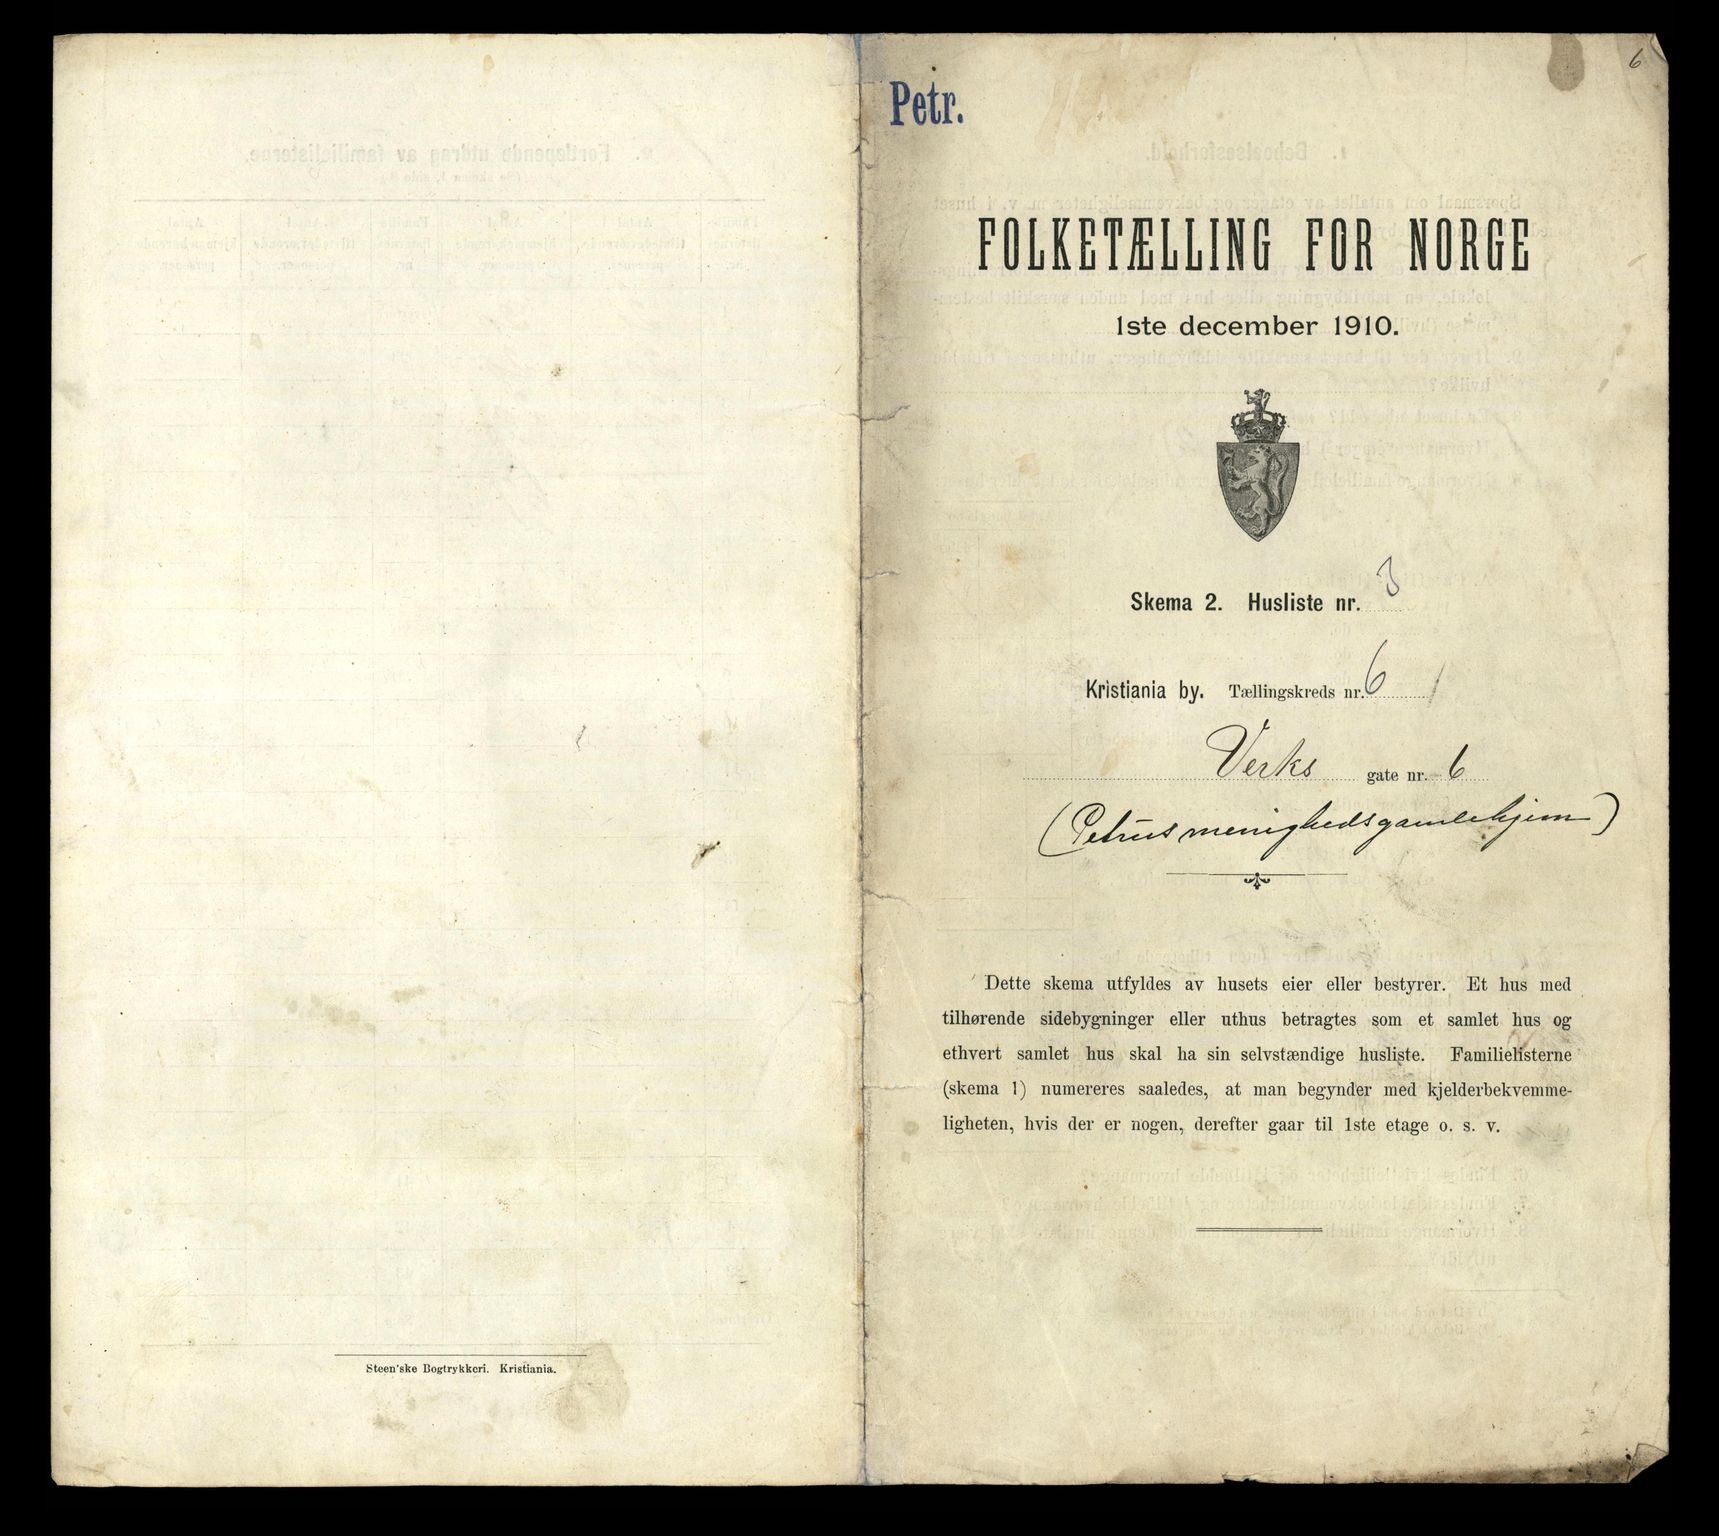 Steen'ske Bogtrykkeri. Kristiania.
6
Petr.
FOLKETÆLLING FOR NORGE
1ste december 1910.
Skema 2. Husliste nr. 3
Kristiania by. Tællingskreds nr. 6
Verks gate nr. 6
(Petrus menighedsgamlehjem)
Dette skema utfyldes av husets eier eller bestyrer. Et hus med
tilhørende sidebygninger eller uthus betragtes som et samlet hus og
ethvert samlet hus skal ha sin selvstændige husliste. Familielisterne
(skema 1) numereres saaledes, at man begynder med kjelderbekvemme-
ligheten, hvis der er nogen, derefter gaar til 1ste etage o. s. v.